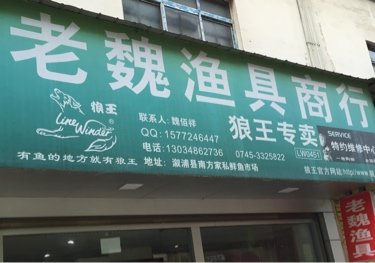 老魏渔具商行
狼王
Line Winder
联系人: 魏佰祥
QQ: 1577246447
电话: 13034862736
狼王专卖
0745-3325822
LW0451
SERVICE
特约维修中心
有鱼的地方就有狼王 地址: 溆浦县南方家私鲜鱼市场
狼王官方网站:http//www.
老魏渔具